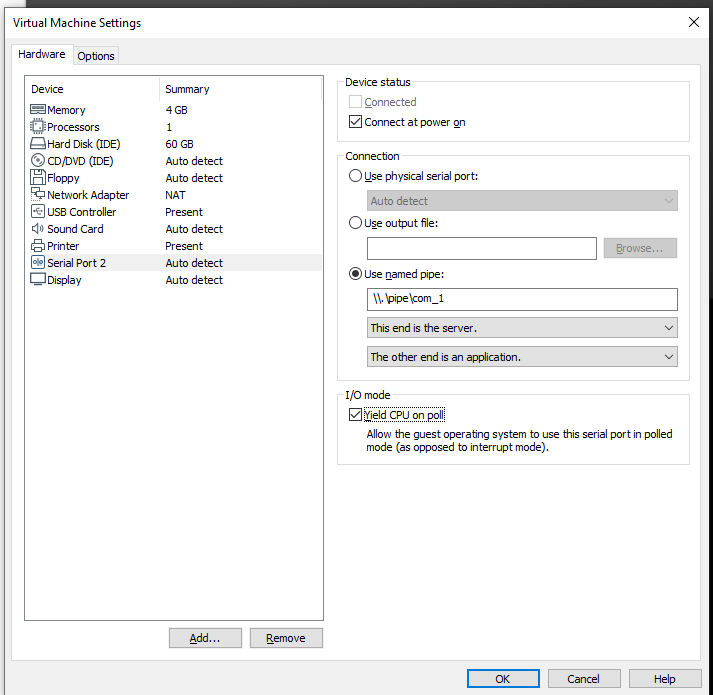 Virtual Machine Settings
Hardware
Options
Device Summary
Memory 4 GB
Processors 1
Hard Disk (IDE) 60 GB
CD/DVD (IDE) Auto detect
Floppy Auto detect
Network Adapter NAT
USB Controller Present
Sound Card Auto detect
Printer Present
Serial Port 2 Auto detect
Display Auto detect
Add...
Remove
Device status
Connected
Connect at power on
Connection
Use physical serial port:
Auto detect
Use output file:
Browse...
Use named pipe:
\\.\pipe\com_1
This end is the server.
The other end is an application.
I/O mode
Yield CPU on poll
Allow the guest operating system to use this serial port in polled
mode (as opposed to interrupt mode).
OK
Cancel
Help